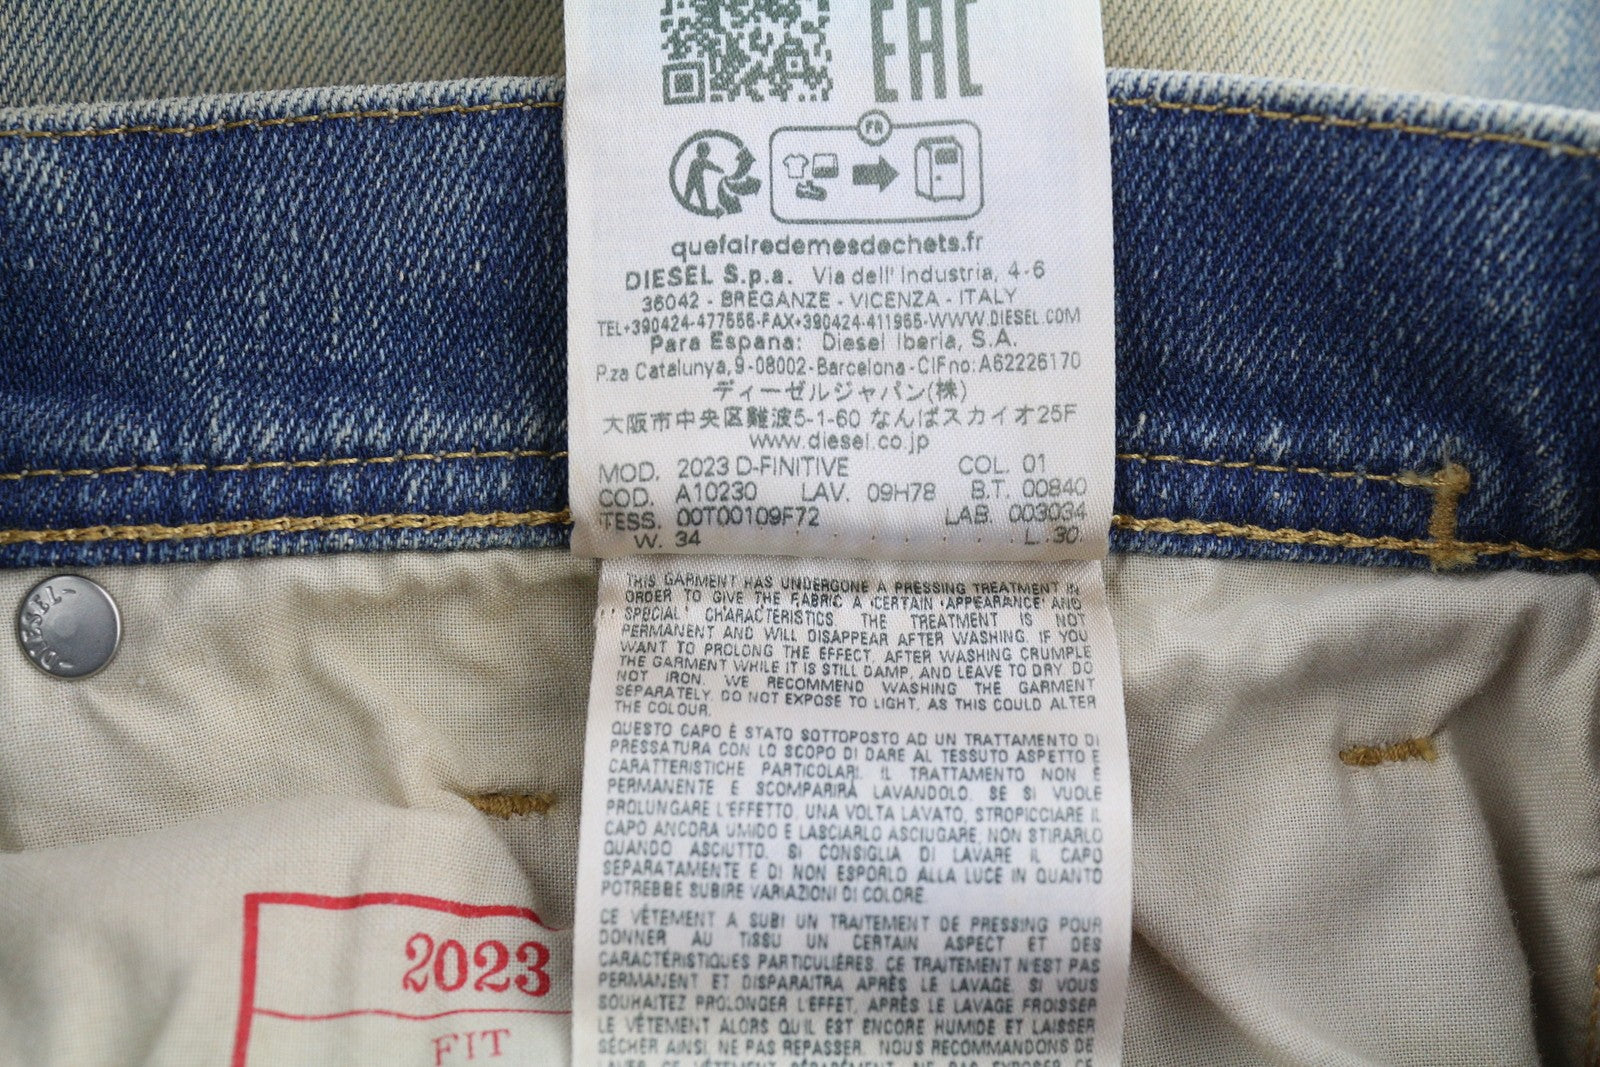 EAC
FR
quefairedemesdechets.fr
DIESEL S.p.a. Via dell' Industria, 4-6
36042 - BREGANZE - VICENZA - ITALY
TEL+390424-477555-FAX+390424-411955-WWW.DIESEL.COM
Para Espana: Diesel Iberia, S.A.
P.za Catalunya, 9-08002-Barcelona-CIFno:A62226170
ディーゼルジャパン(株)
大阪市中央区難波5-1-60 なんばスカイオ25F
www.diesel.co.jp
MOD. 2023 D-FINITIVE COL. 01
COD. A10230 LAV. 09H78 B.T. 00840
TESS. 00T00109F72 LAB. 003034
W. 34 L. 30
THIS GARMENT HAS UNDERGONE A PRESSING TREATMENT IN
ORDER TO GIVE THE FABRIC A CERTAIN APPEARANCE AND
SPECIAL CHARACTERISTICS THE TREATMENT IS NOT
PERMANENT AND WILL DISAPPEAR AFTER WASHING. IF YOU
WANT TO PROLONG THE EFFECT, AFTER WASHING CRUMPLE
THE GARMENT WHILE IT IS STILL DAMP, AND LEAVE TO DRY DO
NOT IRON. WE RECOMMEND WASHING THE GARMENT
SEPARATELY. DO NOT EXPOSE TO LIGHT, AS THIS COULD ALTER
THE COLOUR.
QUESTO CAPO È STATO SOTTOPOSTO AD UN TRATTAMENTO DI
PRESSATURA CON LO SCOPO DI DARE AL TESSUTO ASPETTO E
CARATTERISTICHE PARTICOLARI. IL TRATTAMENTO NON È
PERMANENTE E SCOMPARIRÀ LAVANDOLO. SE SI VUOLE
PROLUNGARE L'EFFETTO, UNA VOLTA LAVATO, STROPICCIARE IL
CAPO ANCORA UMIDO E LASCIARLO ASCIUGARE, NON STIRARLO
QUANDO ASCIUTTO. SI CONSIGLIA DI LAVARE IL CAPO
SEPARATAMENTE E DI NON ESPORLO ALLA LUCE IN QUANTO
POTREBBE SUBIRE VARIAZIONI DI COLORE.
CE VÊTEMENT A SUBI UN TRAITEMENT DE PRESSING POUR
DONNER AU TISSU UN CERTAIN ASPECT ET DES
CARACTÉRISTIQUES PARTICULIÈRES. CE TRAITEMENT N'EST PAS
PERMANENT ET DISPARAITRA APRÈS LE LAVAGE. SI VOUS
SOUHAITEZ PROLONGER L'EFFET, APRÈS LE LAVAGE FROISSER
LE VÊTEMENT ALORS QU'IL EST ENCORE HUMIDE ET LAISSER
SÉCHER AINSI, NE PAS REPASSER. NOUS RECOMMANDONS DE
DIESEL
2023
FIT